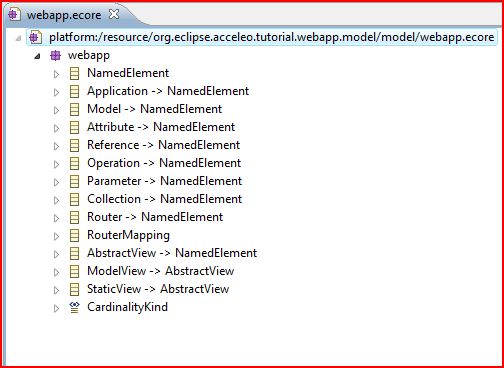 webapp.ecore
platform:/resource/org.eclipse.acceleo.tutorial.webapp.model/model/webapp.ecore
webapp
NamedElement
Application -> NamedElement
Model -> NamedElement
Attribute -> NamedElement
Reference -> NamedElement
Operation -> NamedElement
Parameter -> NamedElement
Collection -> NamedElement
Router -> NamedElement
RouterMapping
AbstractView -> NamedElement
ModelView -> AbstractView
StaticView -> AbstractView
CardinalityKind